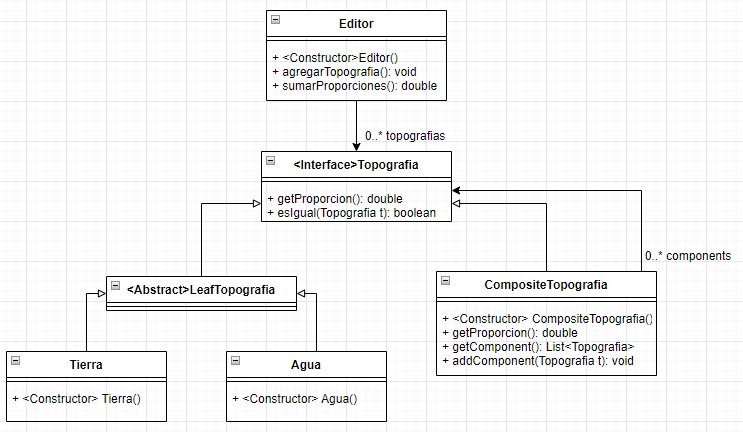 Editor
+ <Constructor>Editor()
+ agregarTopografia(): void
+ sumarProporciones(): double
0..* topografias
<Interface>Topografia
+ getProporcion(): double
+ esIgual(Topografia t): boolean
0..* components
<Abstract>LeafTopografia
CompositeTopografia
+ <Constructor> CompositeTopografia()
+ getProporcion(): double
+ getComponent(): List<Topografia>
+ addComponent(Topografia t): void
Tierra
+ <Constructor> Tierra()
Agua
+ <Constructor> Agua()